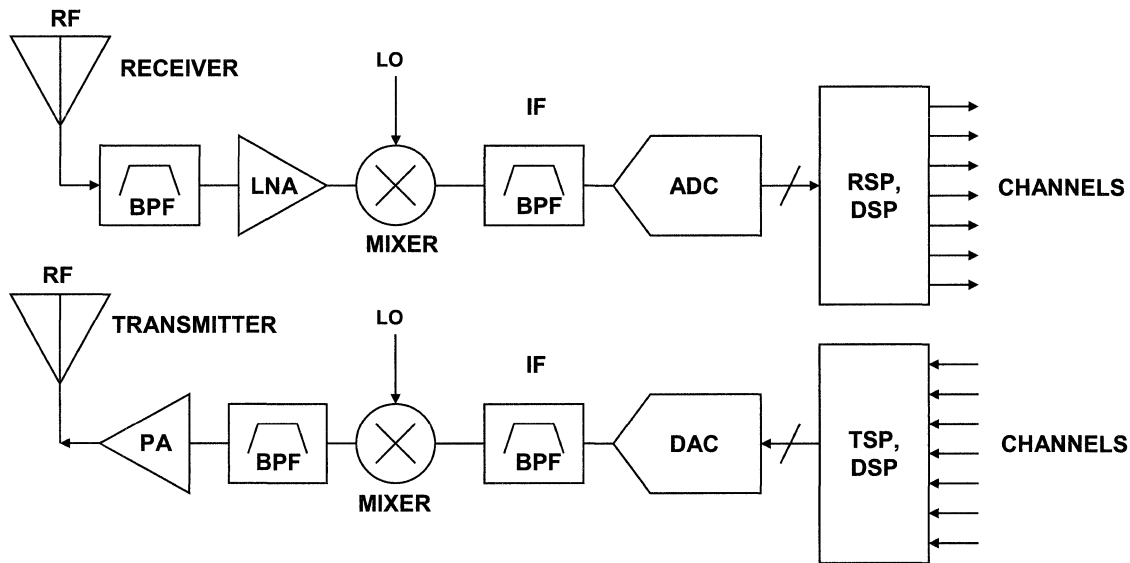 RF
RECEIVER
LO
IF
BPF
LNA
MIXER
BPF
ADC
RSP,
DSP
CHANNELS
RF
TRANSMITTER
LO
IF
PA
BPF
MIXER
BPF
DAC
TSP,
DSP
CHANNELS